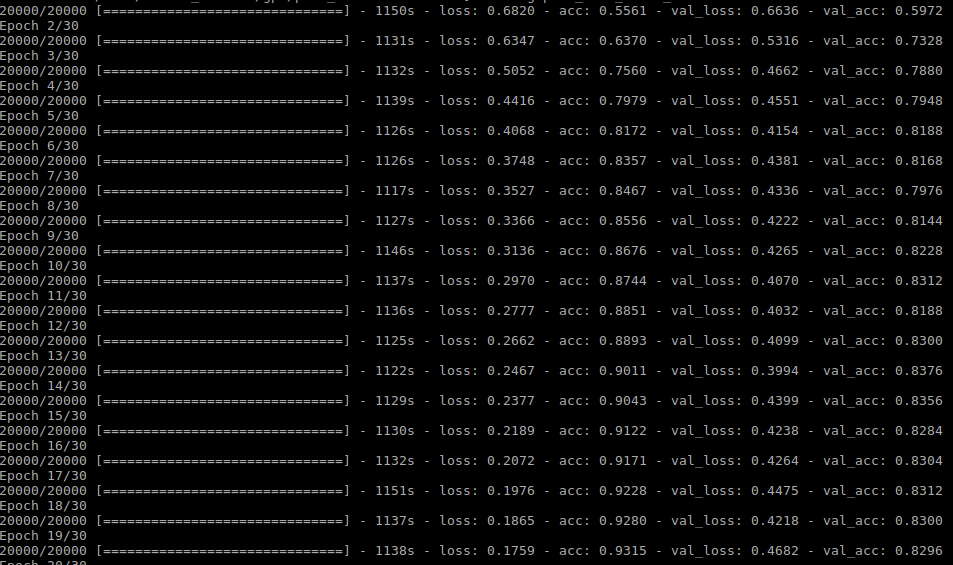 20000/20000 [==============================] - 1150s - loss: 0.6820 - acc: 0.5561 - val_loss: 0.6636 - val_acc: 0.5972
Epoch 2/30
20000/20000 [==============================] - 1131s - loss: 0.6347 - acc: 0.6370 - val_loss: 0.5316 - val_acc: 0.7328
Epoch 3/30
20000/20000 [==============================] - 1132s - loss: 0.5052 - acc: 0.7560 - val_loss: 0.4662 - val_acc: 0.7880
Epoch 4/30
20000/20000 [==============================] - 1139s - loss: 0.4416 - acc: 0.7979 - val_loss: 0.4551 - val_acc: 0.7948
Epoch 5/30
20000/20000 [==============================] - 1126s - loss: 0.4068 - acc: 0.8172 - val_loss: 0.4154 - val_acc: 0.8188
Epoch 6/30
20000/20000 [==============================] - 1126s - loss: 0.3748 - acc: 0.8357 - val_loss: 0.4381 - val_acc: 0.8168
Epoch 7/30
20000/20000 [==============================] - 1117s - loss: 0.3527 - acc: 0.8467 - val_loss: 0.4336 - val_acc: 0.7976
Epoch 8/30
20000/20000 [==============================] - 1127s - loss: 0.3366 - acc: 0.8556 - val_loss: 0.4222 - val_acc: 0.8144
Epoch 9/30
20000/20000 [==============================] - 1146s - loss: 0.3136 - acc: 0.8676 - val_loss: 0.4265 - val_acc: 0.8228
Epoch 10/30
20000/20000 [==============================] - 1137s - loss: 0.2970 - acc: 0.8744 - val_loss: 0.4070 - val_acc: 0.8312
Epoch 11/30
20000/20000 [==============================] - 1136s - loss: 0.2777 - acc: 0.8851 - val_loss: 0.4032 - val_acc: 0.8188
Epoch 12/30
20000/20000 [==============================] - 1125s - loss: 0.2662 - acc: 0.8893 - val_loss: 0.4099 - val_acc: 0.8300
Epoch 13/30
20000/20000 [==============================] - 1122s - loss: 0.2467 - acc: 0.9011 - val_loss: 0.3994 - val_acc: 0.8376
Epoch 14/30
20000/20000 [==============================] - 1129s - loss: 0.2377 - acc: 0.9043 - val_loss: 0.4399 - val_acc: 0.8356
Epoch 15/30
20000/20000 [==============================] - 1130s - loss: 0.2189 - acc: 0.9122 - val_loss: 0.4238 - val_acc: 0.8284
Epoch 16/30
20000/20000 [==============================] - 1132s - loss: 0.2072 - acc: 0.9171 - val_loss: 0.4264 - val_acc: 0.8304
Epoch 17/30
20000/20000 [==============================] - 1151s - loss: 0.1976 - acc: 0.9228 - val_loss: 0.4475 - val_acc: 0.8312
Epoch 18/30
20000/20000 [==============================] - 1137s - loss: 0.1865 - acc: 0.9280 - val_loss: 0.4218 - val_acc: 0.8300
Epoch 19/30
20000/20000 [==============================] - 1138s - loss: 0.1759 - acc: 0.9315 - val_loss: 0.4682 - val_acc: 0.8296
Epoch 20/30